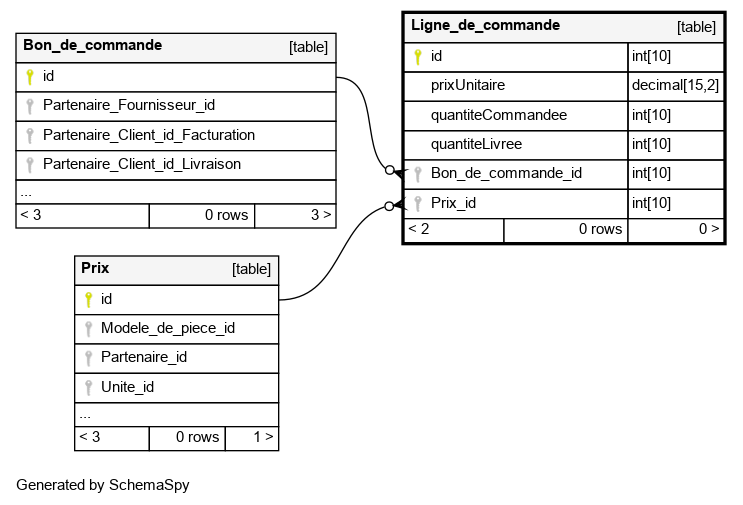 Bon_de_commande [table]
id
Partenaire_Fournisseur_id
Partenaire_Client_id_Facturation
Partenaire_Client_id_Livraison
...
< 3 0 rows 3 >
Ligne_de_commande [table]
id int[10]
prixUnitaire decimal[15,2]
quantiteCommandee int[10]
quantiteLivree int[10]
Bon_de_commande_id int[10]
Prix_id int[10]
< 2 0 rows 0 >
Prix [table]
id
Modele_de_piece_id
Partenaire_id
Unite_id
...
< 3 0 rows 1 >
Generated by SchemaSpy